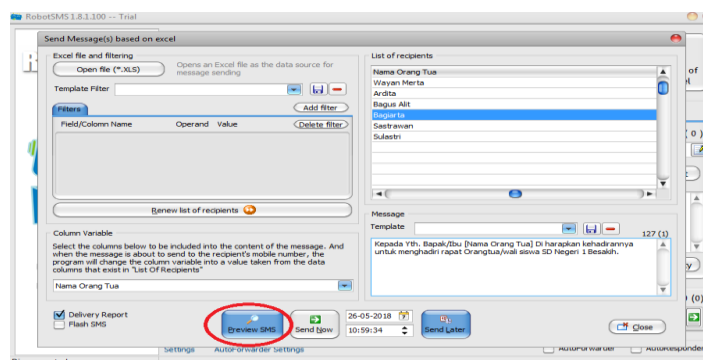 RobotSMS 1.8.1.100 -- Trial
Send Message(s) based on excel
Excel file and filtering
Open file (*.XLS)
Opens an Excel file as the data source for
message sending
Template Filter
Filters
Add filter
Field/Column Name Operand Value
Delete filter
Renew list of recipients
Column Variable
Select the columns below to be included into the content of the message. And
when the message is about to send to the recipient's mobile number, the
program will change the column variable into a value taken from the data
columns that exist in "List Of Recipients"
Nama Orang Tua
List of recipients
Nama Orang Tua
Wayan Merta
Ardita
Bagus Alit
Bagiarta
Sastrawan
Sulastri
Message
Template
127 (1)
Kepada Yth. Bapak/Ibu [Nama Orang Tua] Di harapkan kehadirannya
untuk menghadiri rapat Orangtua/wali siswa SD Negeri 1 Besakih.
Delivery Report
Flash SMS
Preview SMS
Send Now
26-05-2018
10:59:34
Send Later
Close
of
( 0 )
(0)
Settings AutoForwarder Settings
AutoForwarder
AutoResponder